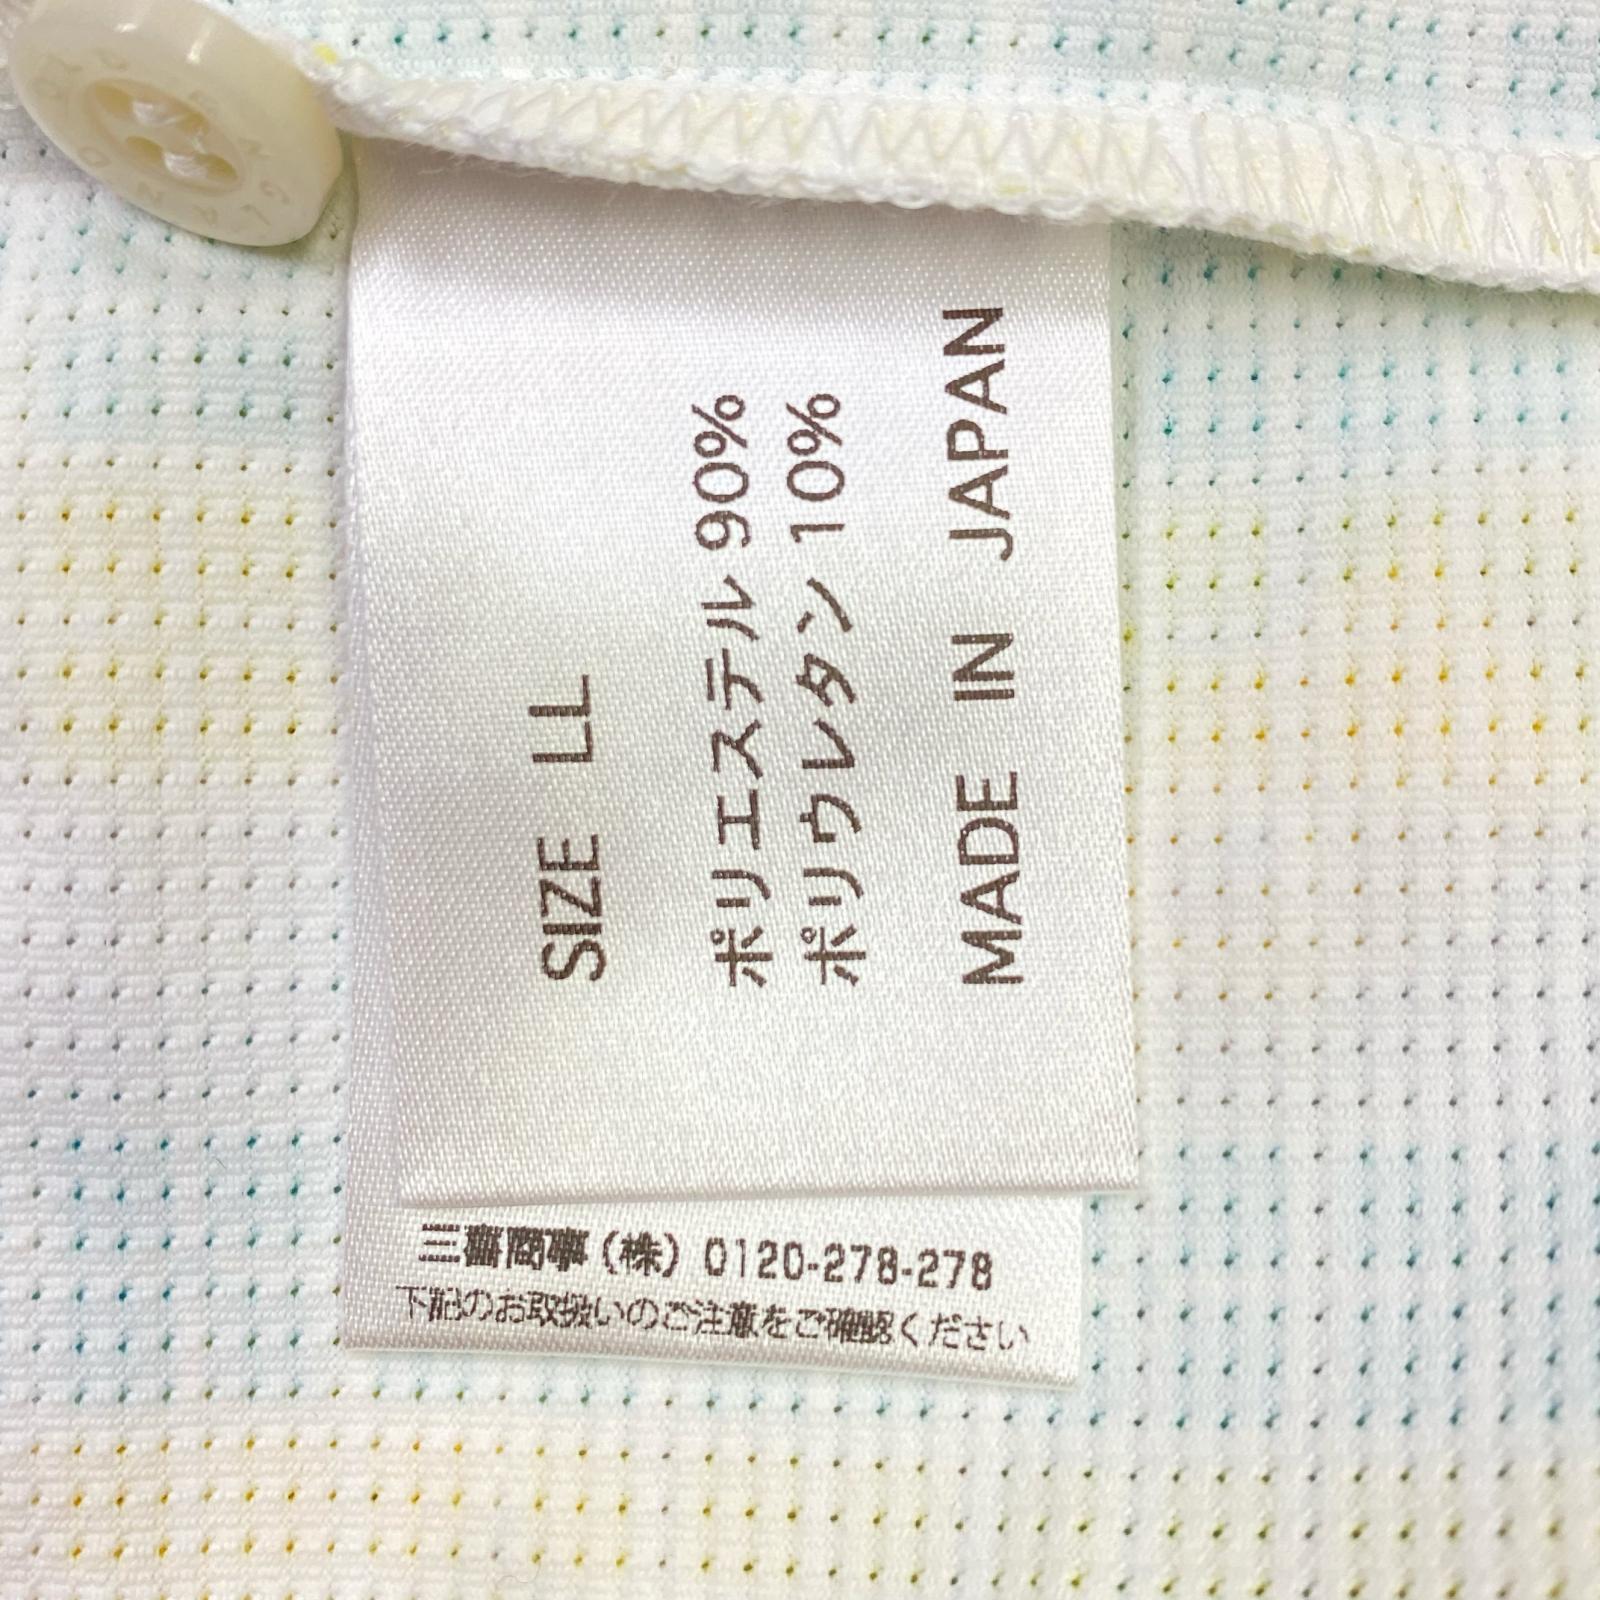 SIZE LL
ポリエステル 90%
ポリウレタン 10%
MADE IN JAPAN
三喜商事(株) 0120-278-278
下記のお取扱いのご注意をご確認ください